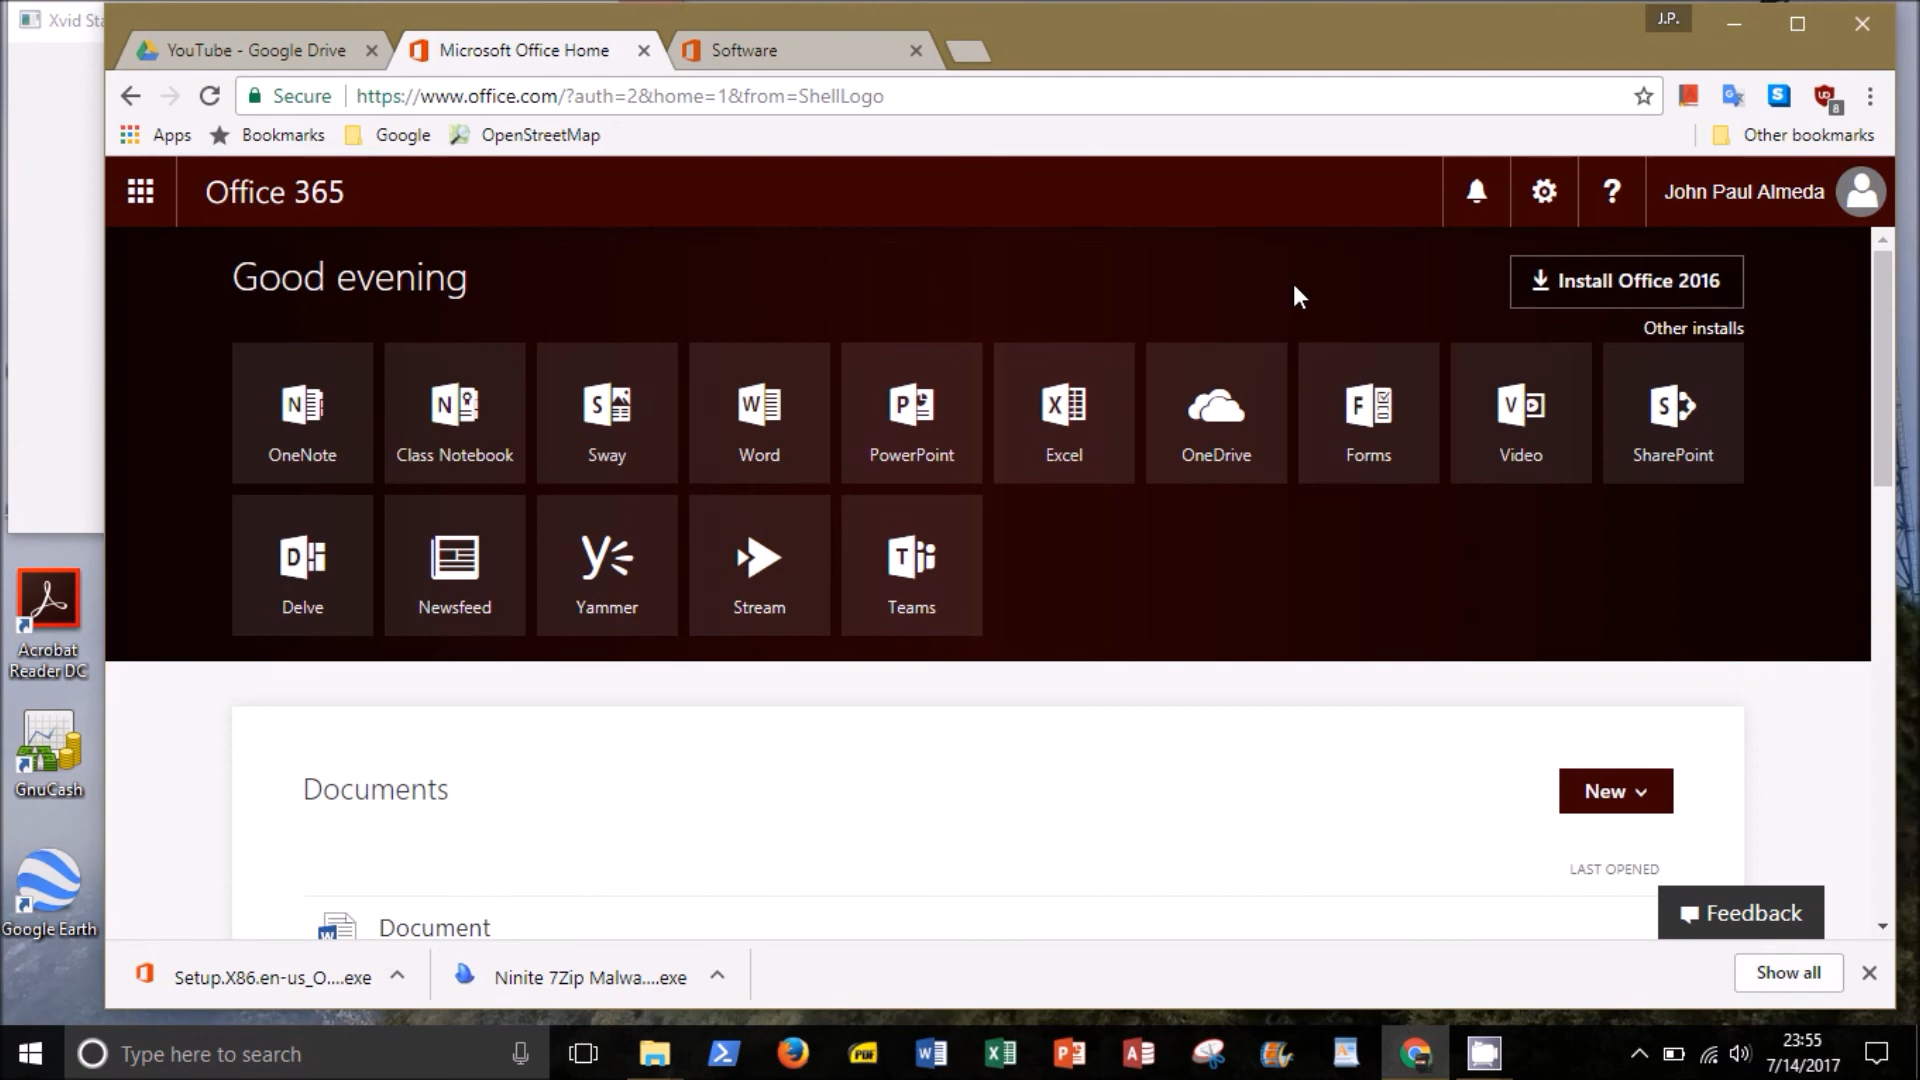 Xvid Sta
J.P.
YouTube - Google Drive
Microsoft Office Home
Software
Secure
https://www.office.com/?auth=2&home=1&from=ShellLogo
8
Apps
Bookmarks
Google
OpenStreetMap
Other bookmarks
Office 365
?
John Paul Almeda
Good evening
Install Office 2016
Other installs
OneNote
Class Notebook
Sway
Word
PowerPoint
Excel
OneDrive
Forms
Video
SharePoint
Delve
Newsfeed
Yammer
Stream
Teams
Acrobat
Reader DC
GnuCash
Google Earth
Documents
New
LAST OPENED
Document
Feedback
Setup.X86.en-us_O....exe
Ninite 7Zip Malwa....exe
Show all
Type here to search
23:55
7/14/2017